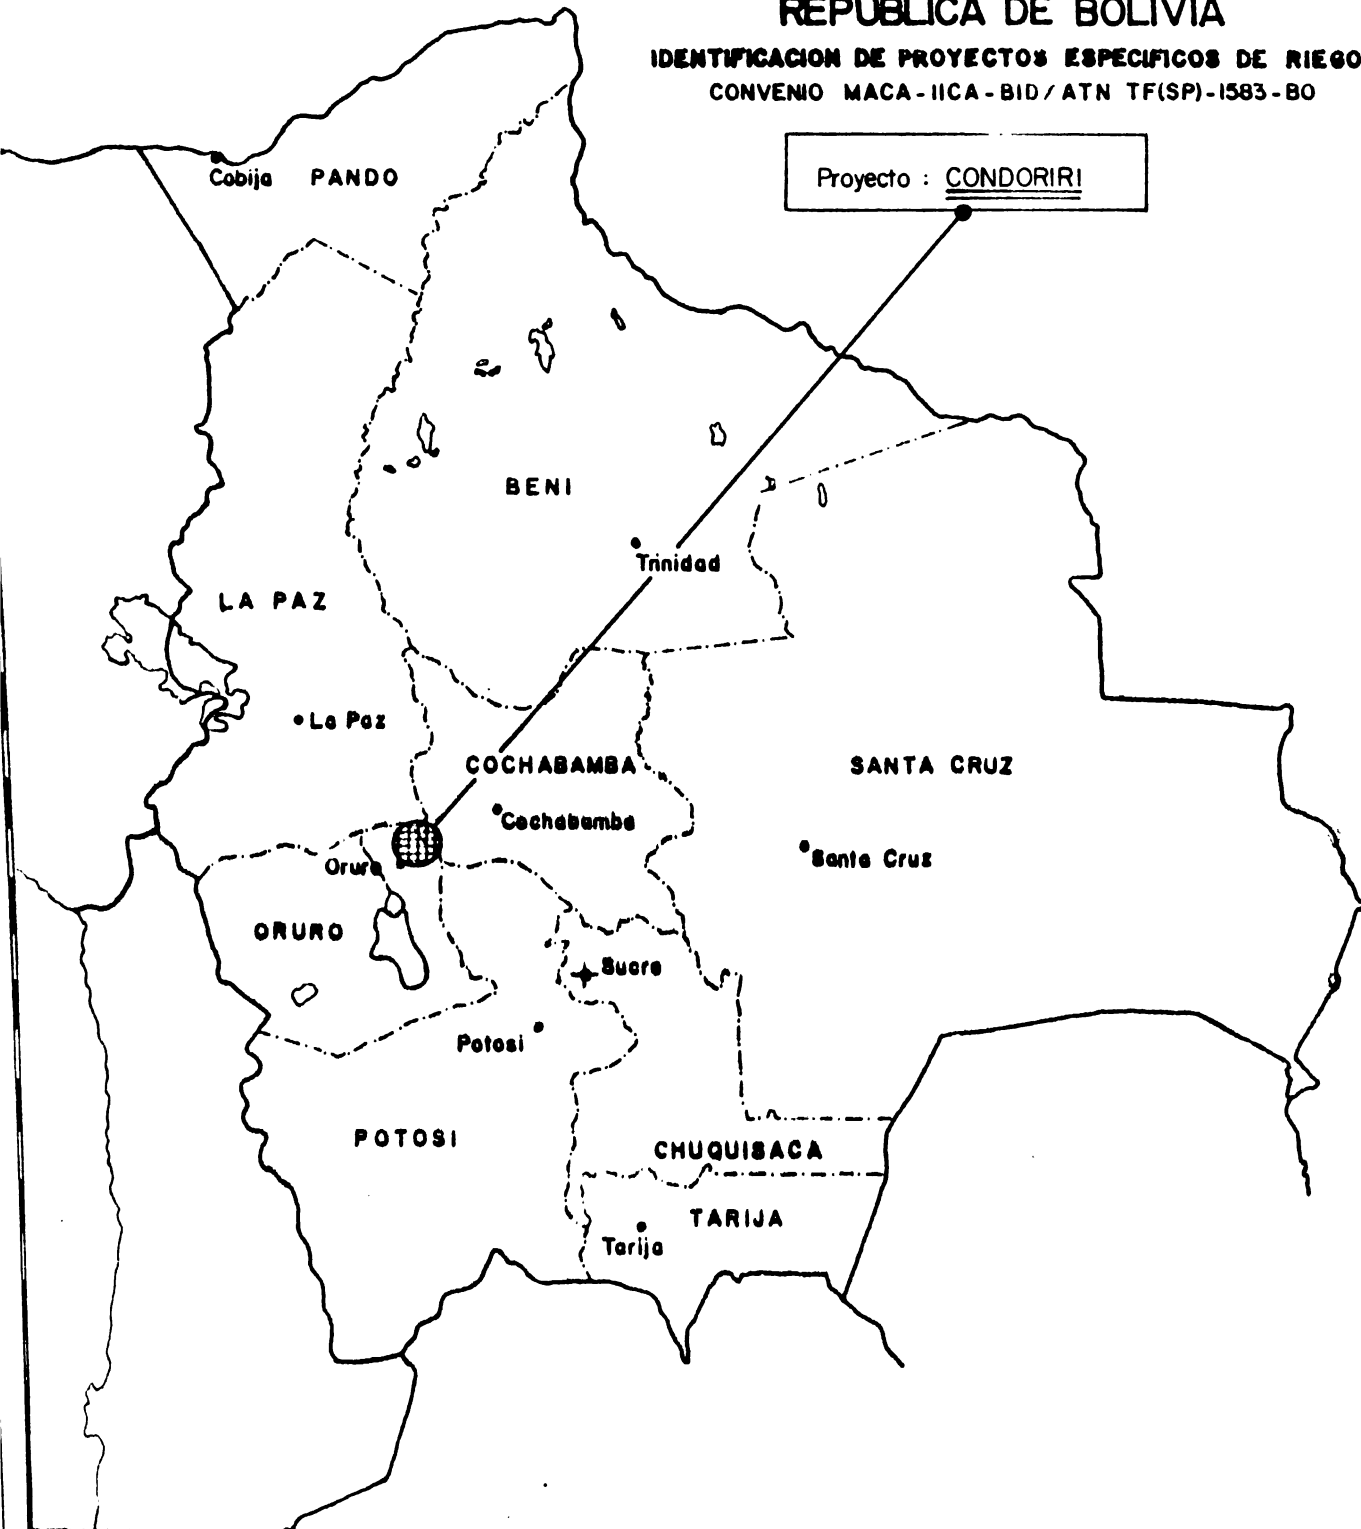 REPUBLICA DE BOLIVIA
IDENTIFICACION DE PROYECTOS ESPECIFICOS DE RIEGO
CONVENIO MACA-IICA-BID/ATN TF(SP)-1583-BO
Proyecto : CONDORIRI
Cobija PANDO
BENI
Trinidad
LA PAZ
La Paz
COCHABAMBA
SANTA CRUZ
Cochabamba
Santa Cruz
Oruro
ORURO
Sucre
Potosi
POTOSI
CHUQUISACA
TARIJA
Tarija